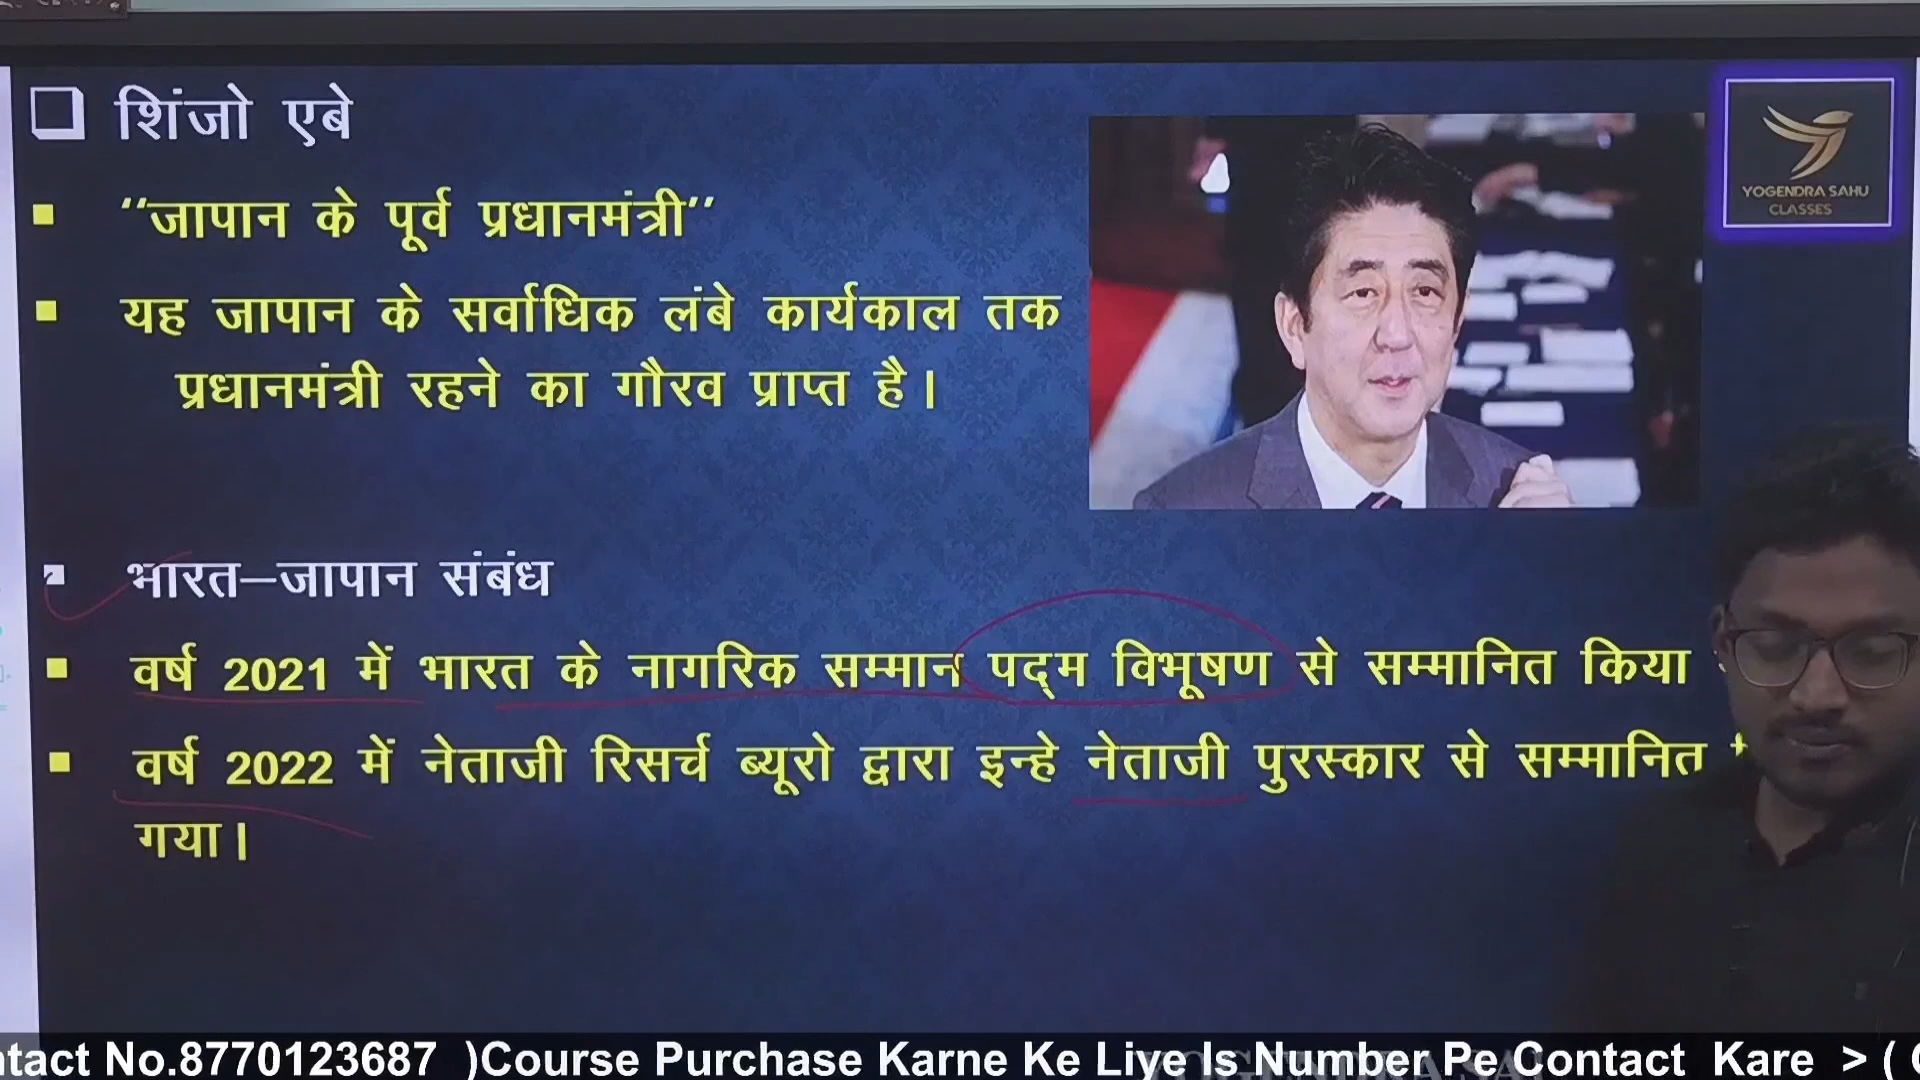 शिंजो एबे
“जापान के पूर्व प्रधानमंत्री”
यह जापान के सर्वाधिक लंबे कार्यकाल तक
प्रधानमंत्री रहने का गौरव प्राप्त है।
YOGENDRA SAHU
CLASSES
भारत–जापान संबंध
वर्ष 2021 में भारत के नागरिक सम्मान पद्म विभूषण से सम्मानित किया
वर्ष 2022 में नेताजी रिसर्च ब्यूरो द्वारा इन्हे नेताजी पुरस्कार से सम्मानित
गया।
ntact No.8770123687 )Course Purchase Karne Ke Liye Is Number Pe Contact Kare > (